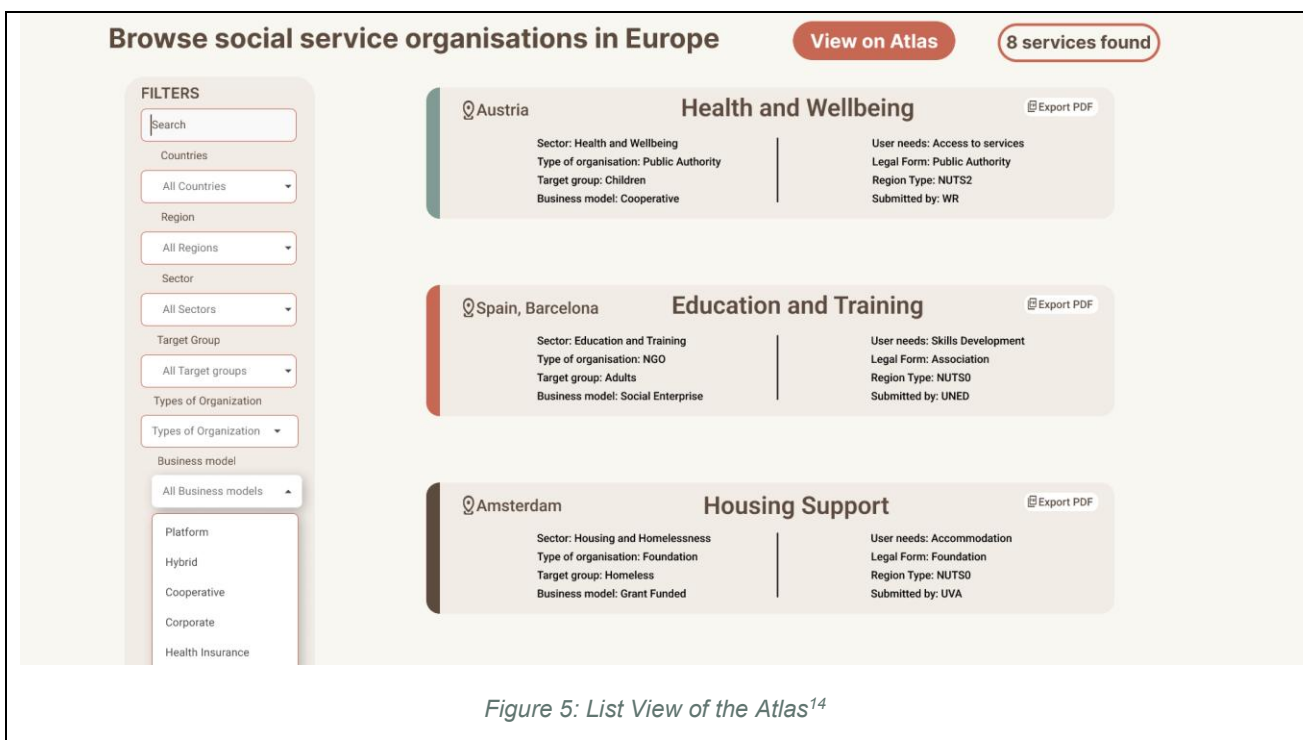 Browse social service organisations in Europe
View on Atlas
8 services found
FILTERS
Search
Countries
All Countries
Region
All Regions
Sector
All Sectors
Target Group
All Target groups
Types of Organization
Types of Organization
Business model
All Business models
Platform
Hybrid
Cooperative
Corporate
Health Insurance
Austria
Health and Wellbeing
Export PDF
Sector: Health and Wellbeing
Type of organisation: Public Authority
Target group: Children
Business model: Cooperative
User needs: Access to services
Legal Form: Public Authority
Region Type: NUTS2
Submitted by: WR
Spain, Barcelona
Education and Training
Export PDF
Sector: Education and Training
Type of organisation: NGO
Target group: Adults
Business model: Social Enterprise
User needs: Skills Development
Legal Form: Association
Region Type: NUTS0
Submitted by: UNED
Amsterdam
Housing Support
Export PDF
Sector: Housing and Homelessness
Type of organisation: Foundation
Target group: Homeless
Business model: Grant Funded
User needs: Accommodation
Legal Form: Foundation
Region Type: NUTS0
Submitted by: UVA
Figure 5: List View of the Atlas14